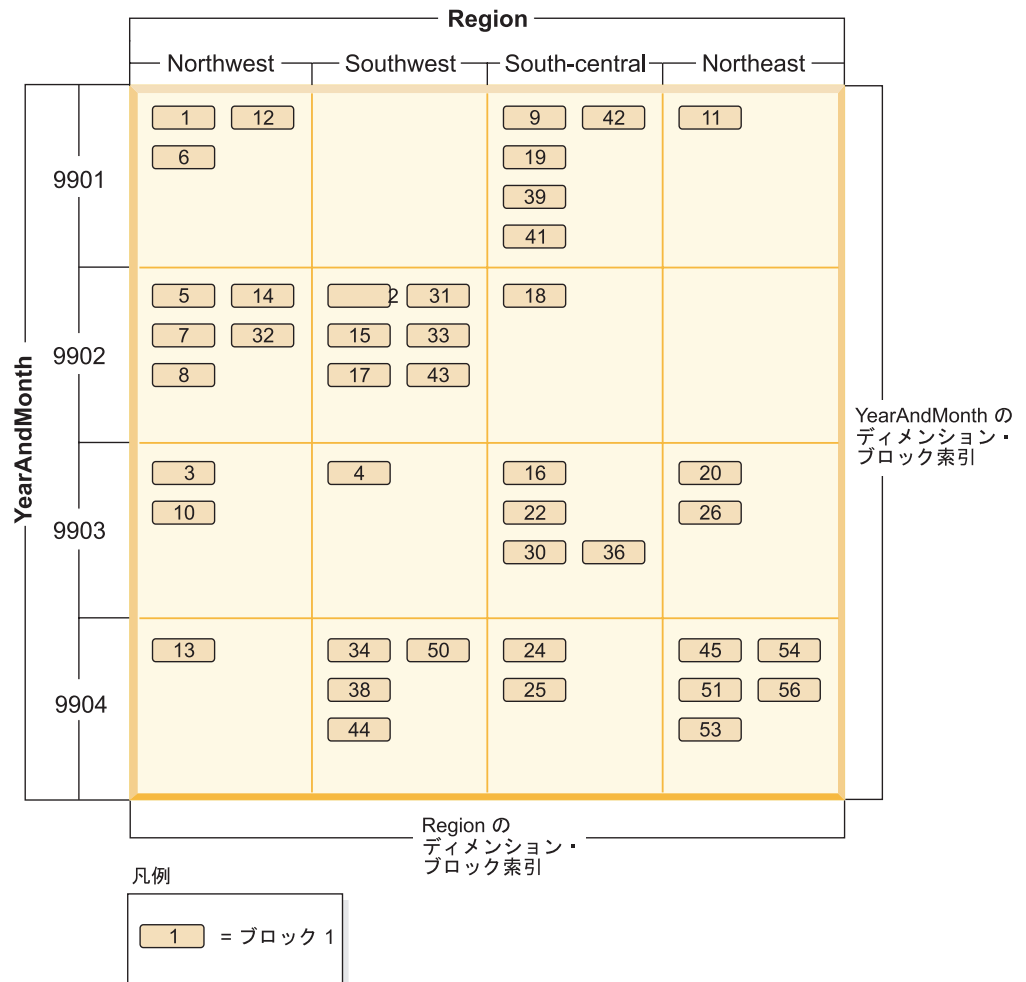 Region
Northwest Southwest South-central Northeast
YearAndMonth
9901
1 12 9 42 11
6 19
39
41
9902
5 14 2 31 18
7 32 15 33
8 17 43
9903
3 4 16 20
10 22 26
30 36
9904
13 34 50 24 45 54
38 25 51 56
44 53
YearAndMonth の
ディメンション・
ブロック索引
Region の
ディメンション・
ブロック索引
凡例
1 = ブロック 1